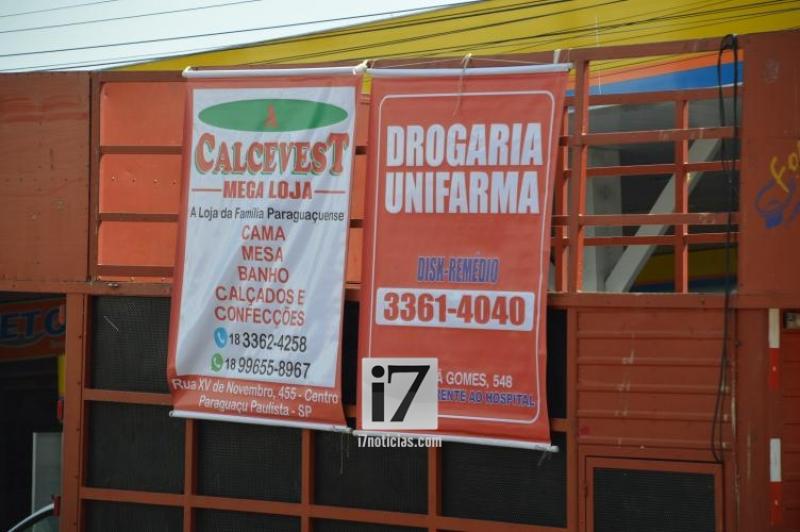 CALCEVEST
MEGA LOJA
A Loja da Família Paraguaçuense
CAMA
MESA
BANHO
CALÇADOS E
CONFECÇÕES
18 3362-4258
18 99655-8967
Rua XV de Novembro, 455 - Centro
Paraguaçu Paulista - SP
DROGARIA
UNIFARMA
DISK-REMÉDIO
3361-4040
GOMES, 548
AO HOSPITAL
i7
i7noticias.com